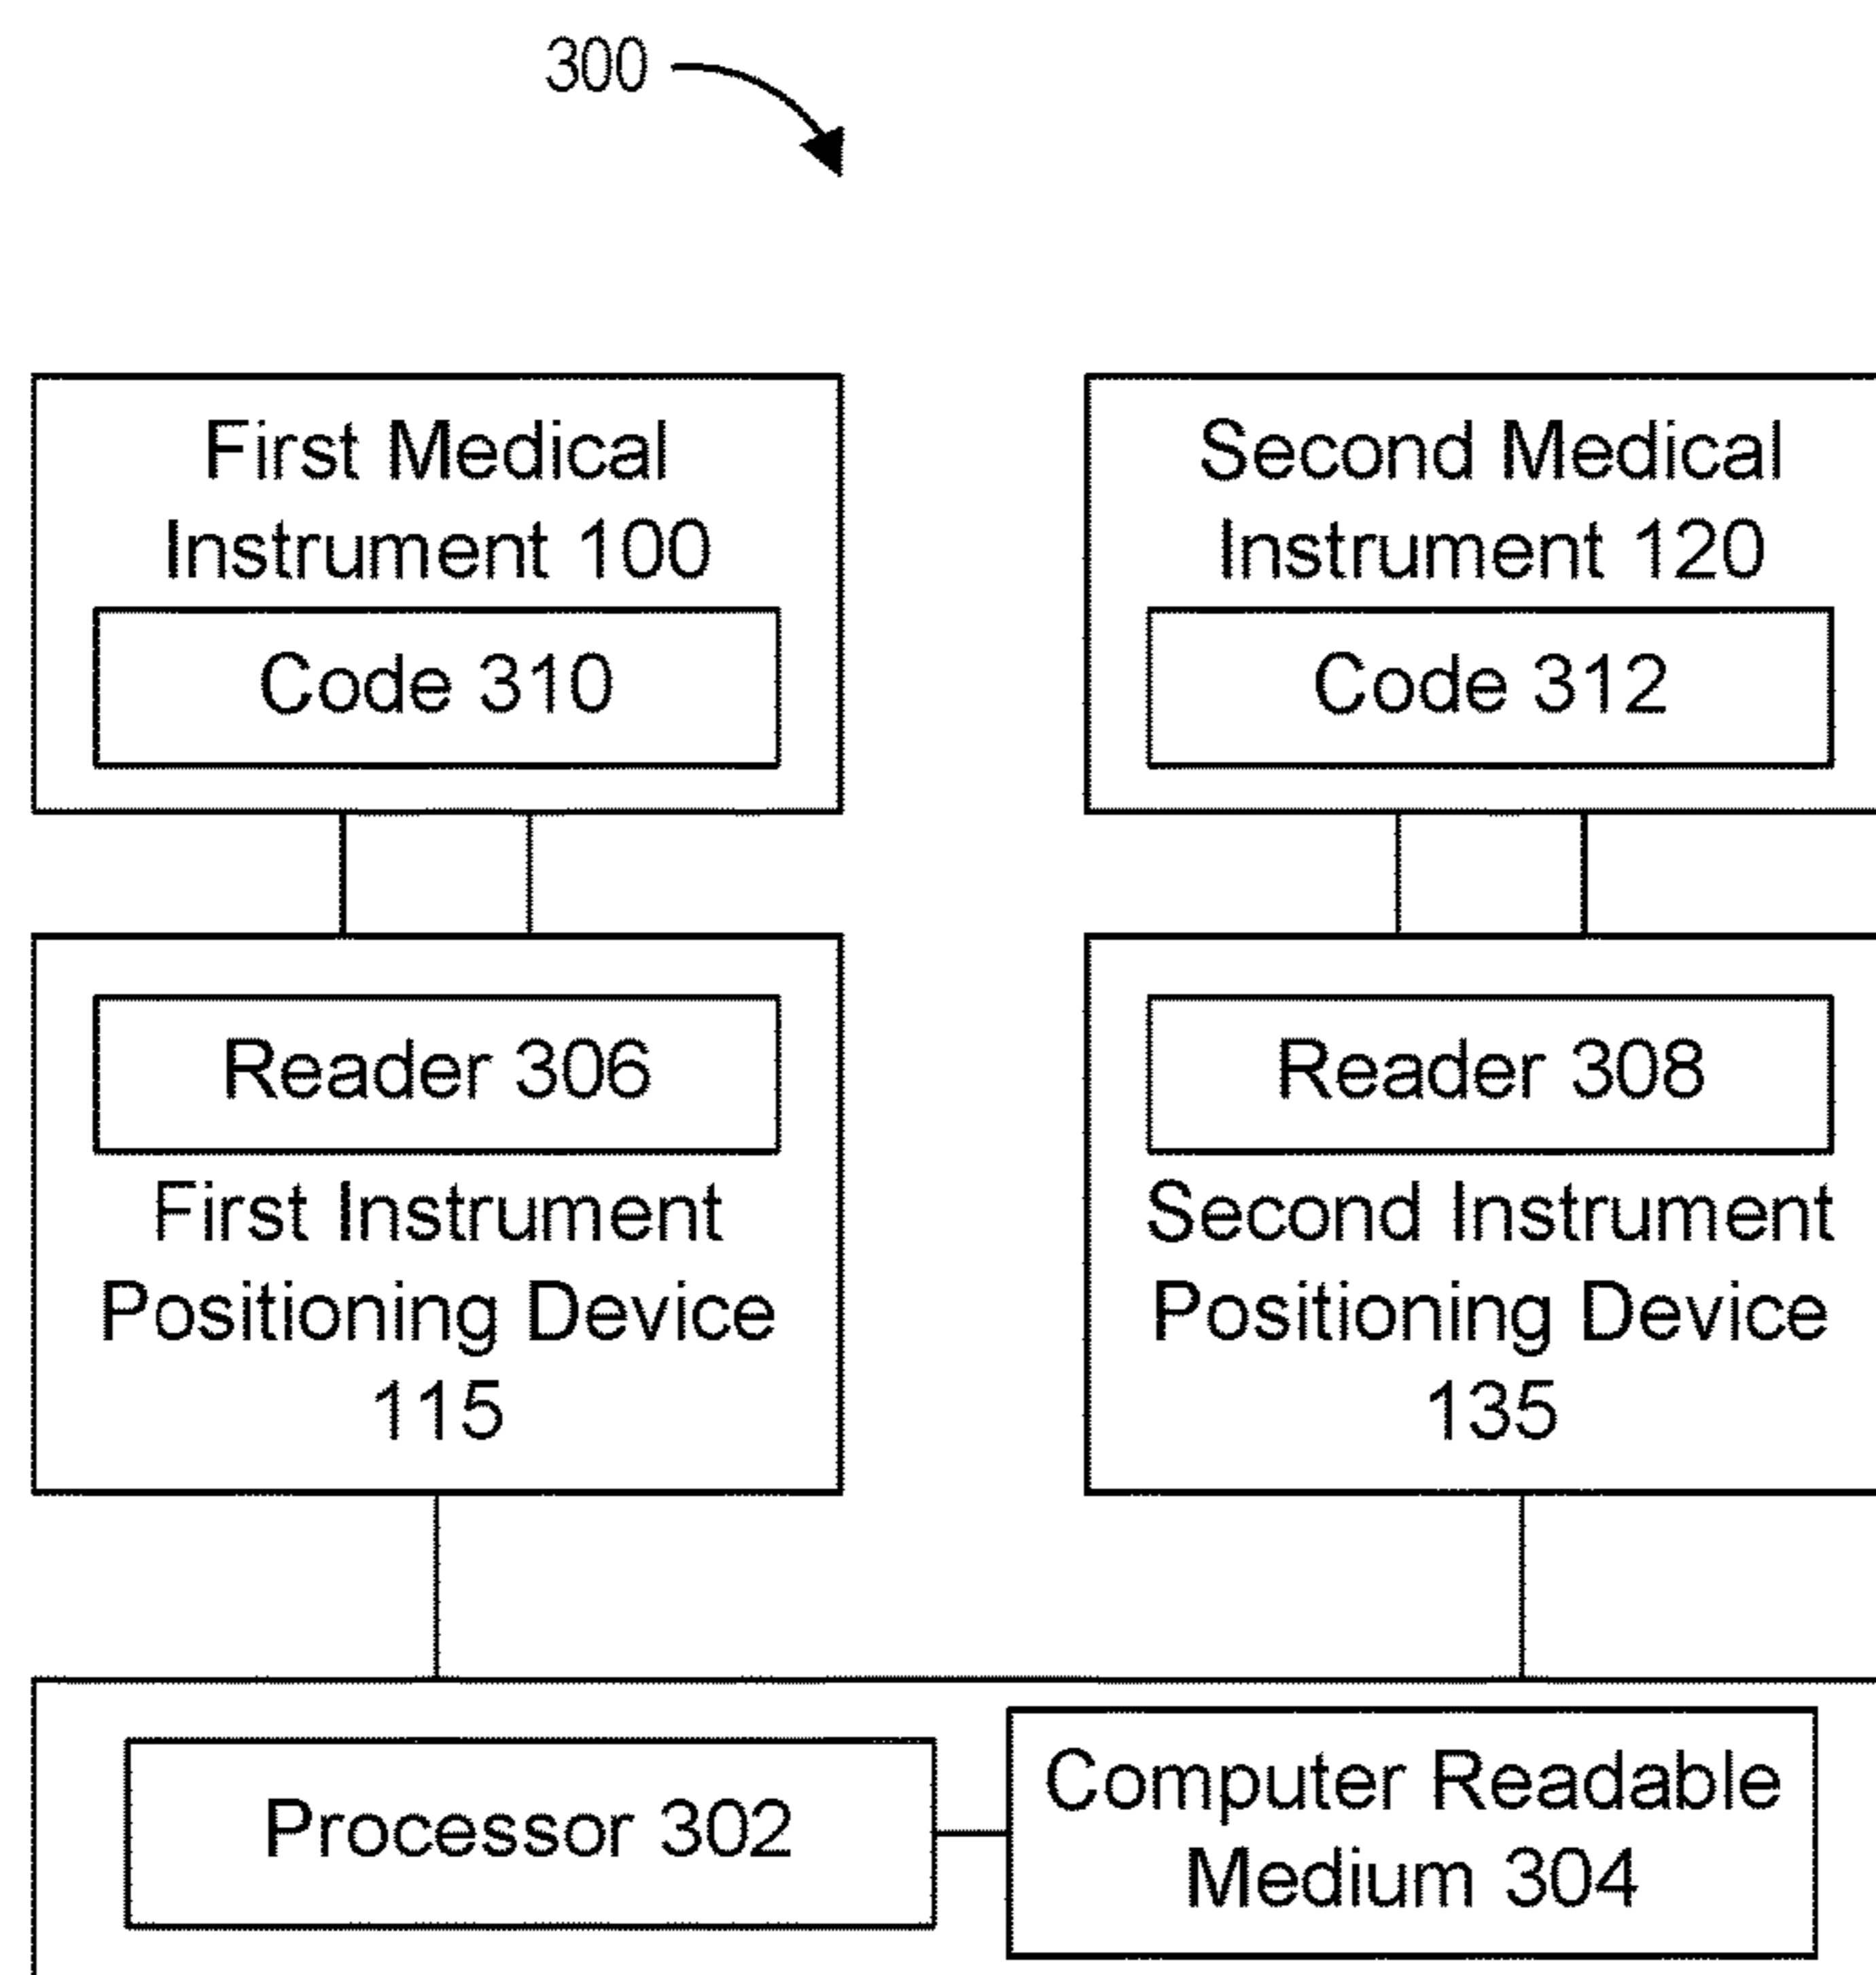 300
First Medical
Instrument 100
Code 310
Second Medical
Instrument 120
Code 312
Reader 306
First Instrument
Positioning Device
115
Reader 308
Second Instrument
Positioning Device
135
Processor 302
Computer Readable
Medium 304